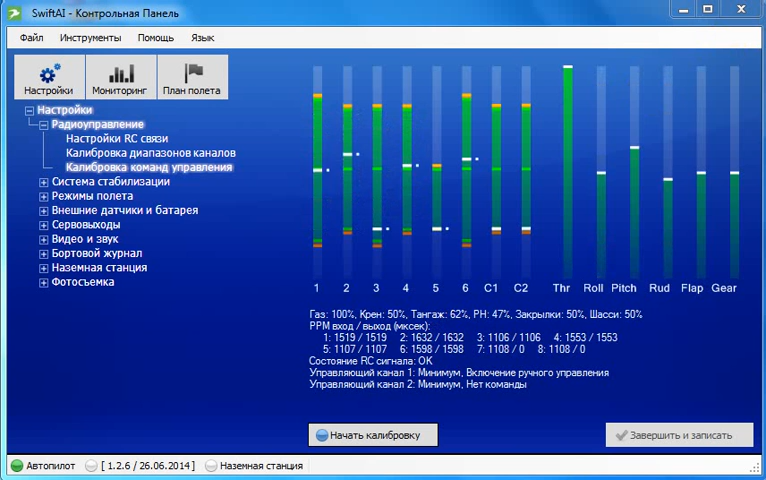 SwiftAI - Контрольная Панель
Файл Инструменты Помощь Язык
Настройки Мониторинг План полета
Настройки
Радиоуправление
Настройки RC связи
Калибровка диапазонов каналов
Калибровка команд управления
Система стабилизации
Режимы полета
Внешние датчики и батарея
Сервовыходы
Видео и звук
Бортовой журнал
Наземная станция
Фотосъемка
1 2 3 4 5 6 C1 C2 Thr Roll Pitch Rud Flap Gear
Газ: 100%, Крен: 50%, Тангаж: 62%, РН: 47%, Закрылки: 50%, Шасси: 50%
PPM вход / выход (мксек):
1: 1519 / 1519 2: 1632 / 1632 3: 1106 / 1106 4: 1553 / 1553
5: 1107 / 1107 6: 1598 / 1598 7: 1108 / 0 8: 1108 / 0
Состояние RC сигнала: OK
Управляющий канал 1: Минимум, Включение ручного управления
Управляющий канал 2: Минимум, Нет команды
Начать калибровку Завершить и записать
Автопилот [ 1.2.6 / 26.06.2014 ] Наземная станция